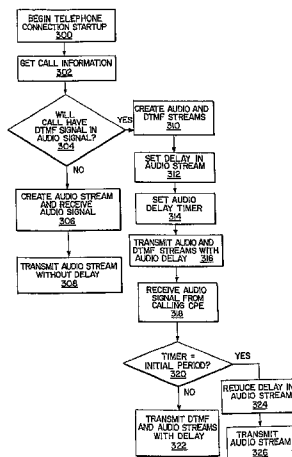 BEGIN TELEPHONE
CONNECTION STARTUP
300
GET CALL INFORMATION
302
WILL
CALL HAVE
DTMF SIGNAL IN
AUDIO SIGNAL?
304
YES
NO
CREATE AUDIO STREAM
AND RECEIVE
AUDIO SIGNAL
306
TRANSMIT AUDIO STREAM
WITHOUT DELAY
308
CREATE AUDIO AND
DTMF STREAMS
310
SET DELAY IN
AUDIO STREAM
312
SET AUDIO
DELAY TIMER
314
TRANSMIT AUDIO AND
DTMF STREAMS WITH
AUDIO DELAY 316
RECEIVE AUDIO
SIGNAL FROM
CALLING CPE
318
TIMER =
INITIAL PERIOD?
320
YES
NO
TRANSMIT DTMF
AND AUDIO STREAMS
WITH DELAY
322
REDUCE DELAY IN
AUDIO STREAM
324
TRANSMIT
AUDIO STREAM
326